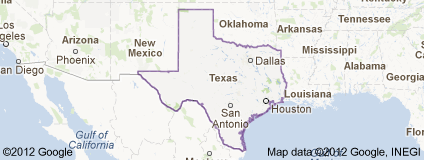 Oklahoma
Tennessee
Arkansas
Arizona
New
Mexico
Phoenix
Mississippi
Dallas
San Diego
Texas
Alabama
Louisiana
San
Antonio
Houston
Gulf of
California
©2012 Google
Map data ©2012 Google, INEGI